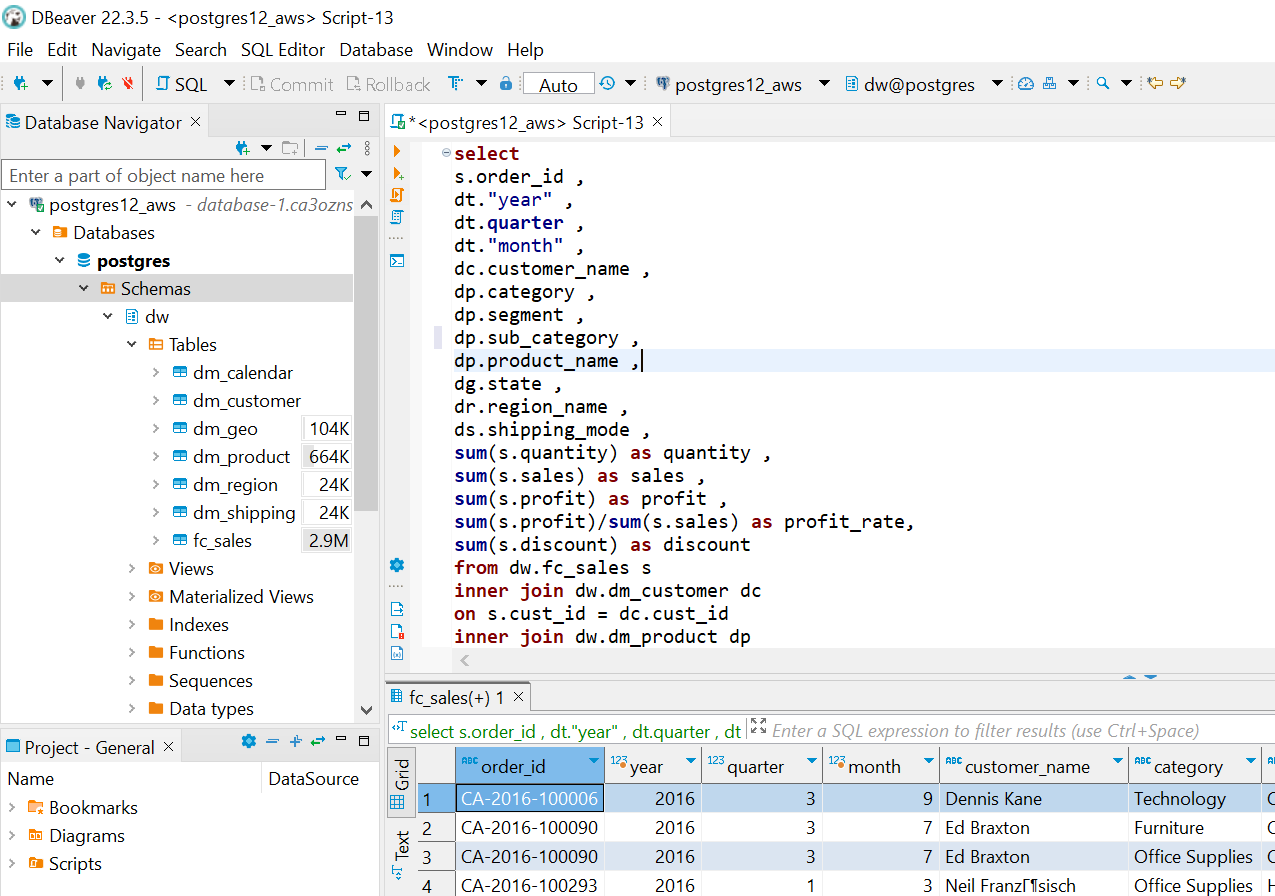 DBeaver 22.3.5 - <postgres12_aws> Script-13
File Edit Navigate Search SQL Editor Database Window Help
SQL Commit Rollback Auto postgres12_aws dw@postgres
Database Navigator
Enter a part of object name here
postgres12_aws - database-1.ca3ozns
Databases
postgres
Schemas
dw
Tables
dm_calendar
dm_customer
dm_geo 104K
dm_product 664K
dm_region 24K
dm_shipping 24K
fc_sales 2.9M
Views
Materialized Views
Indexes
Functions
Sequences
Data types
Project - General
Name DataSource
Bookmarks
Diagrams
Scripts
*<postgres12_aws> Script-13
select
s.order_id ,
dt."year" ,
dt.quarter ,
dt."month" ,
dc.customer_name ,
dp.category ,
dp.segment ,
dp.sub_category ,
dp.product_name ,
dg.state ,
dr.region_name ,
ds.shipping_mode ,
sum(s.quantity) as quantity ,
sum(s.sales) as sales ,
sum(s.profit) as profit ,
sum(s.profit)/sum(s.sales) as profit_rate,
sum(s.discount) as discount
from dw.fc_sales s
inner join dw.dm_customer dc
on s.cust_id = dc.cust_id
inner join dw.dm_product dp
fc_sales(+) 1
select s.order_id , dt."year" , dt.quarter , dt Enter a SQL expression to filter results (use Ctrl+Space)
Grid
Text
ABC order_id 123 year 123 quarter 123 month ABC customer_name ABC category
1 CA-2016-100006 2016 3 9 Dennis Kane Technology
2 CA-2016-100090 2016 3 7 Ed Braxton Furniture
3 CA-2016-100090 2016 3 7 Ed Braxton Office Supplies
4 CA-2016-100293 2016 1 3 Neil FranzГ¶sisch Office Supplies